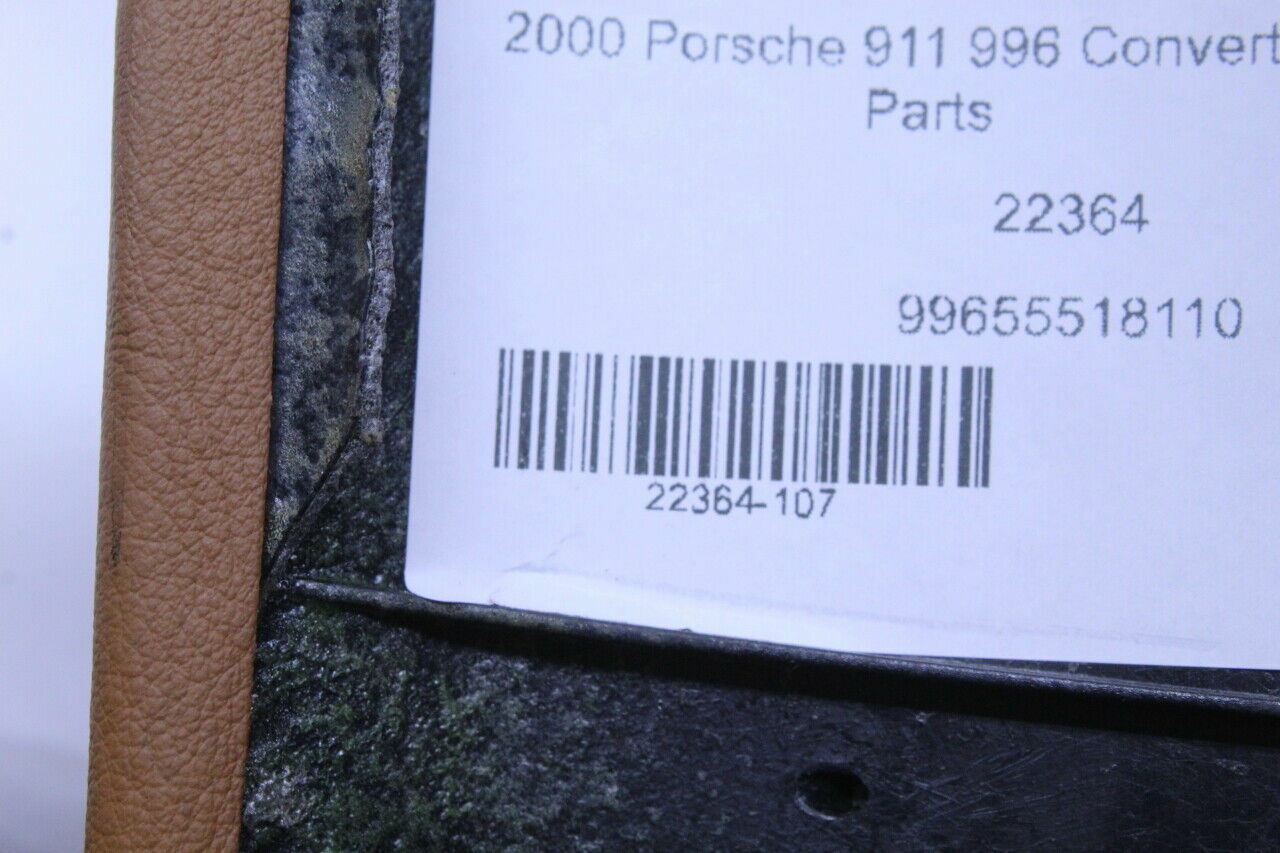 2000 Porsche 911 996 Convert
Parts
22364
99655518110
22364-107